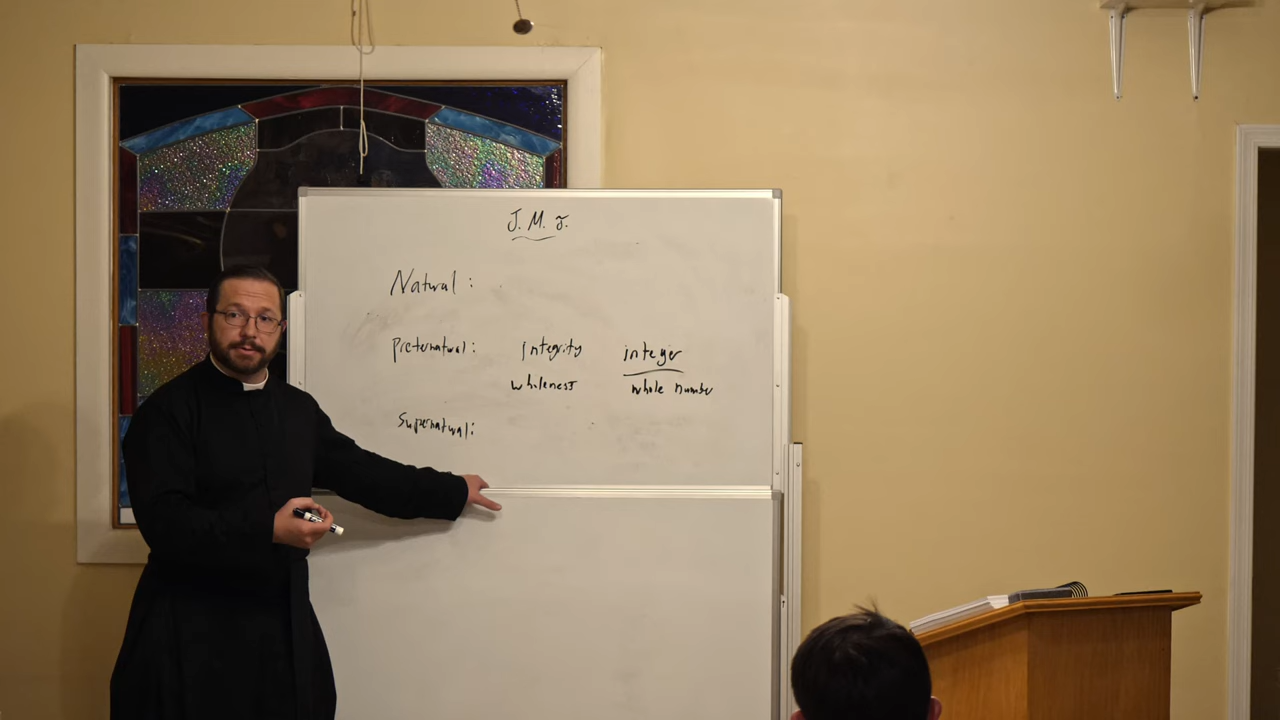 J. M. J.
Natural:
Preternatural: integrity integer
wholeness whole number
Supernatural: